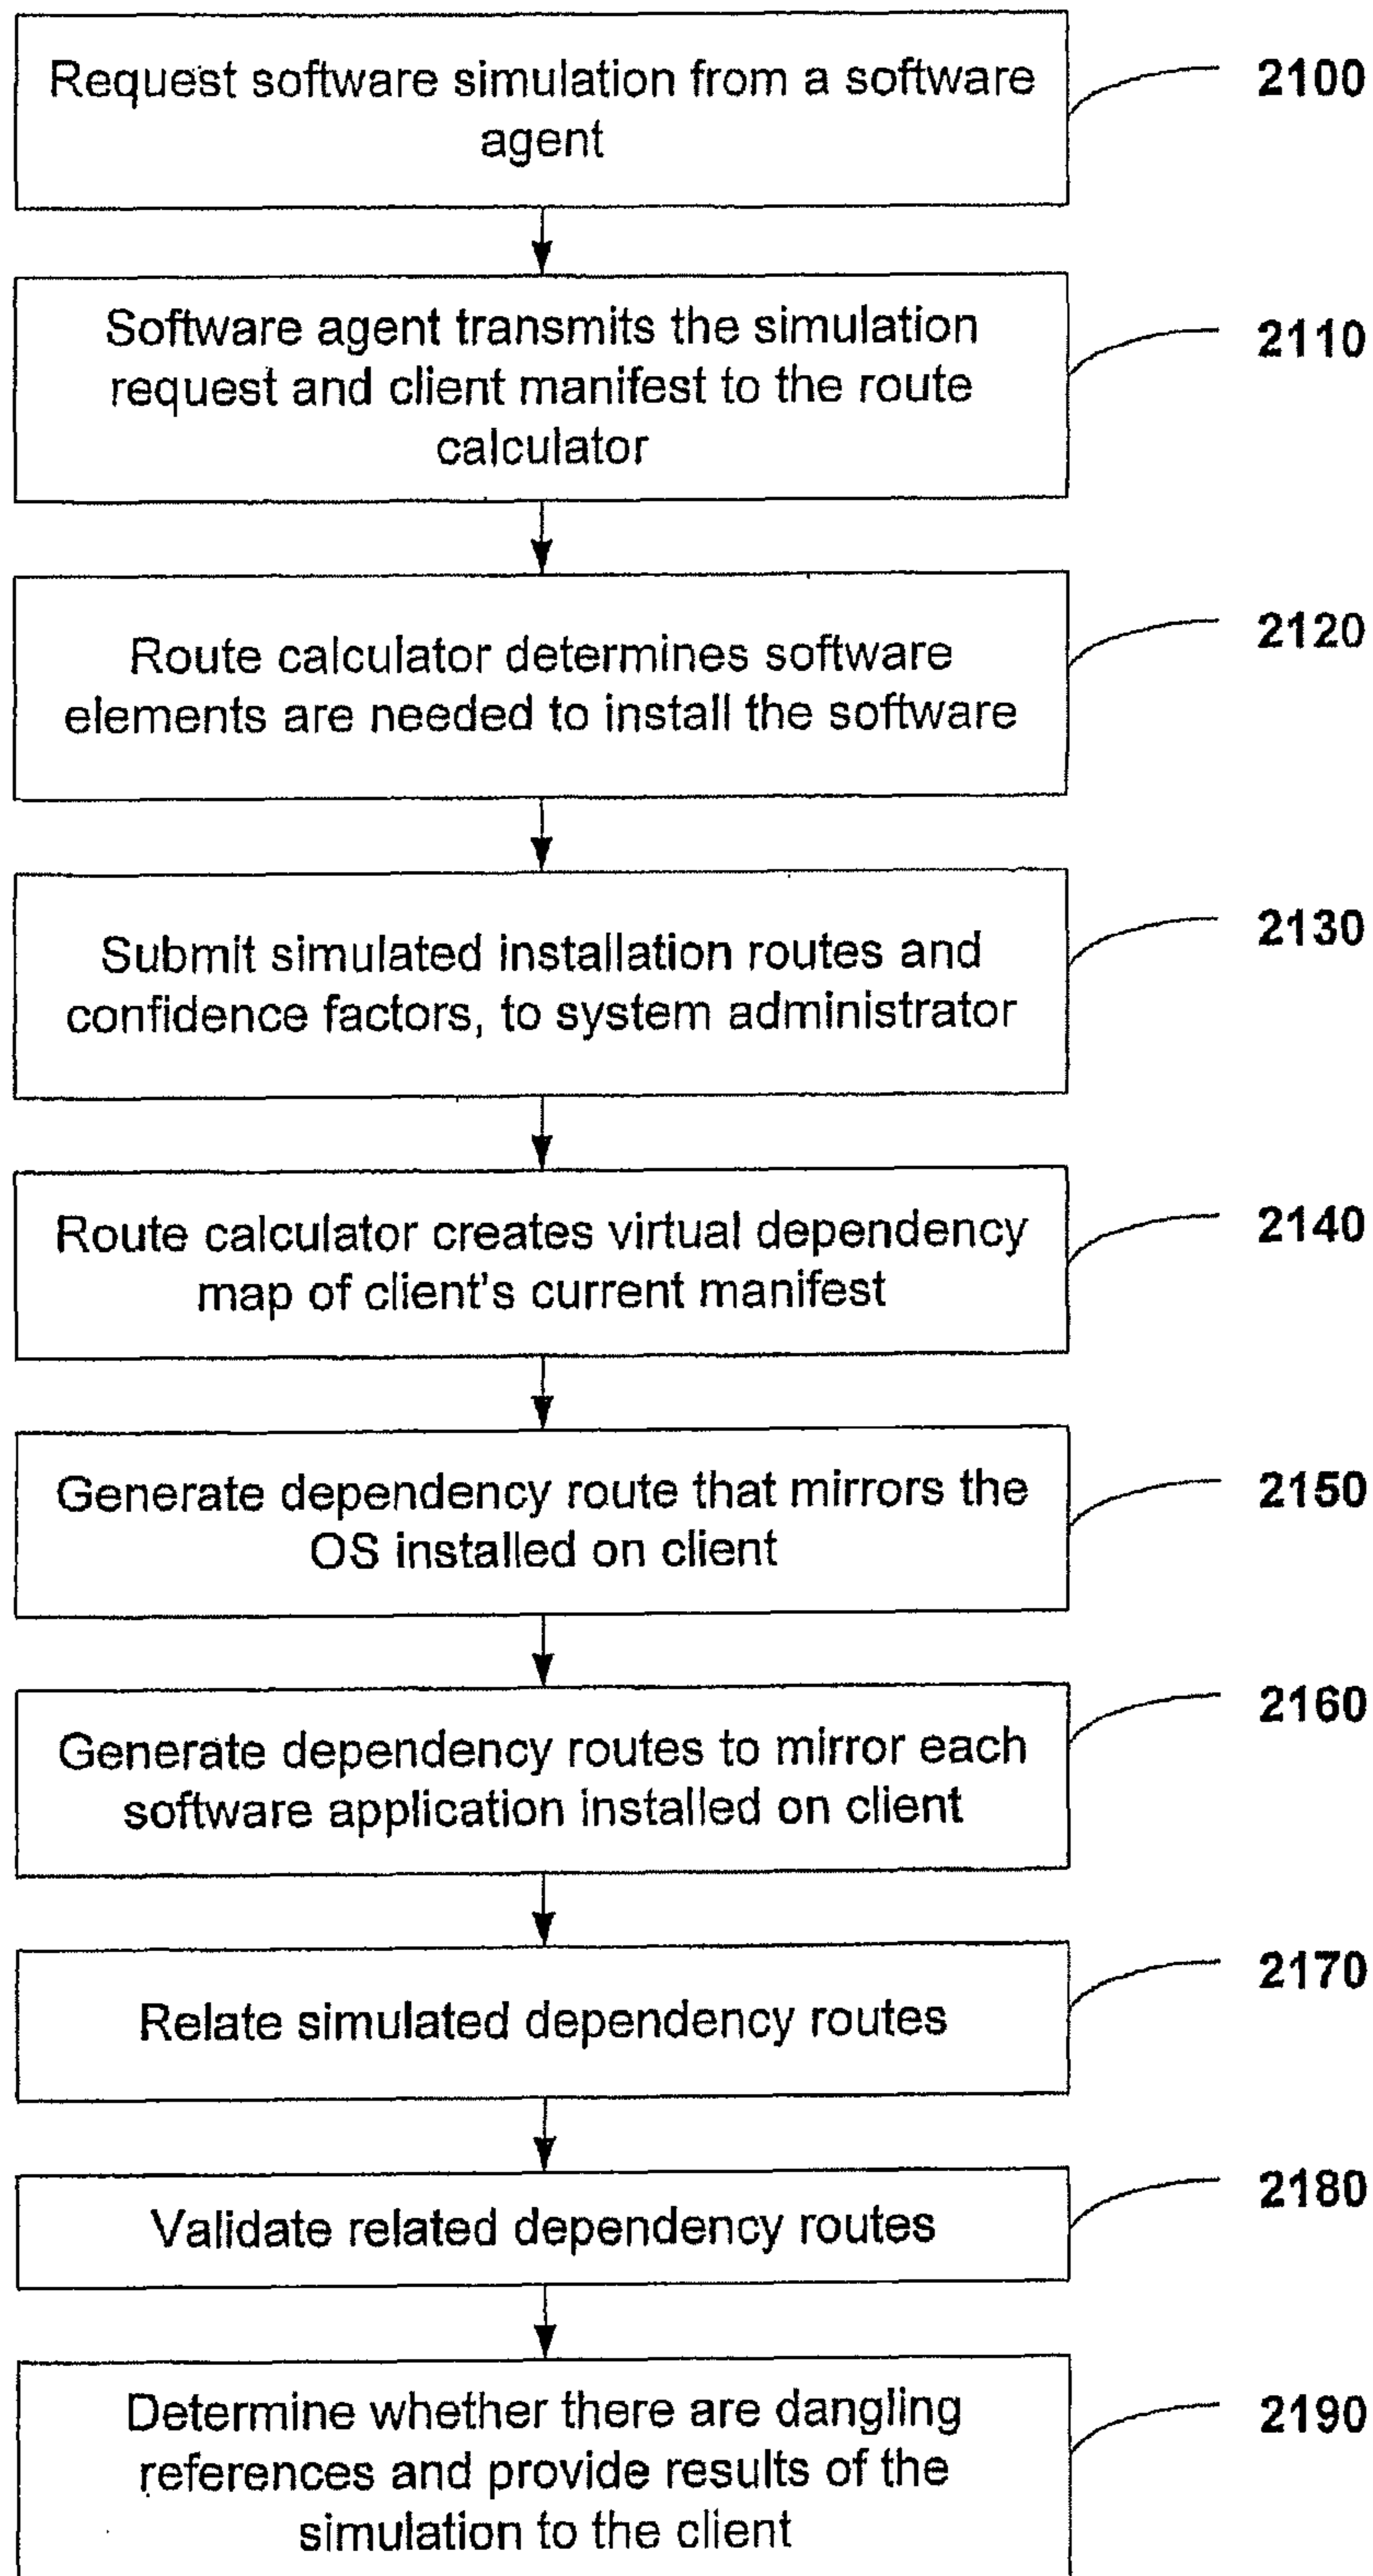 Request software simulation from a software
agent
2100
Software agent transmits the simulation
request and client manifest to the route
calculator
2110
Route calculator determines software
elements are needed to install the software
2120
Submit simulated installation routes and
confidence factors, to system administrator
2130
Route calculator creates virtual dependency
map of client's current manifest
2140
Generate dependency route that mirrors the
OS installed on client
2150
Generate dependency routes to mirror each
software application installed on client
2160
Relate simulated dependency routes
2170
Validate related dependency routes
2180
Determine whether there are dangling
references and provide results of the
simulation to the client
2190